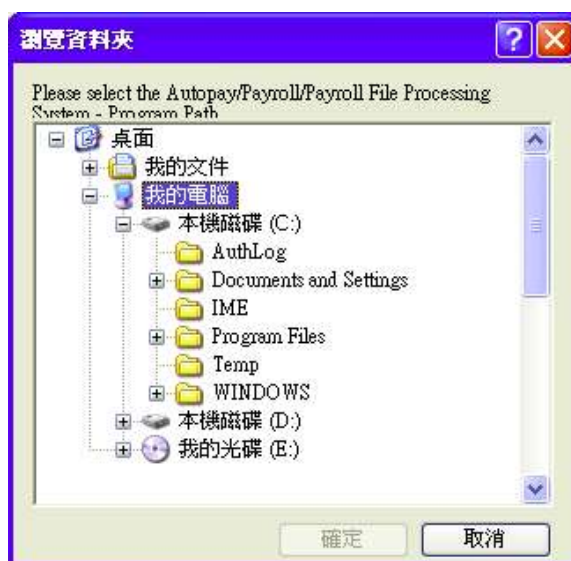 瀏覽資料夾
Please select the Autopay/Payroll/Payroll File Processing
System - Program Path
桌面
我的文件
我的電腦
本機磁碟 (C:)
AuthLog
Documents and Settings
IME
Program Files
Temp
WINDOWS
本機磁碟 (D:)
我的光碟 (E:)
確定
取消